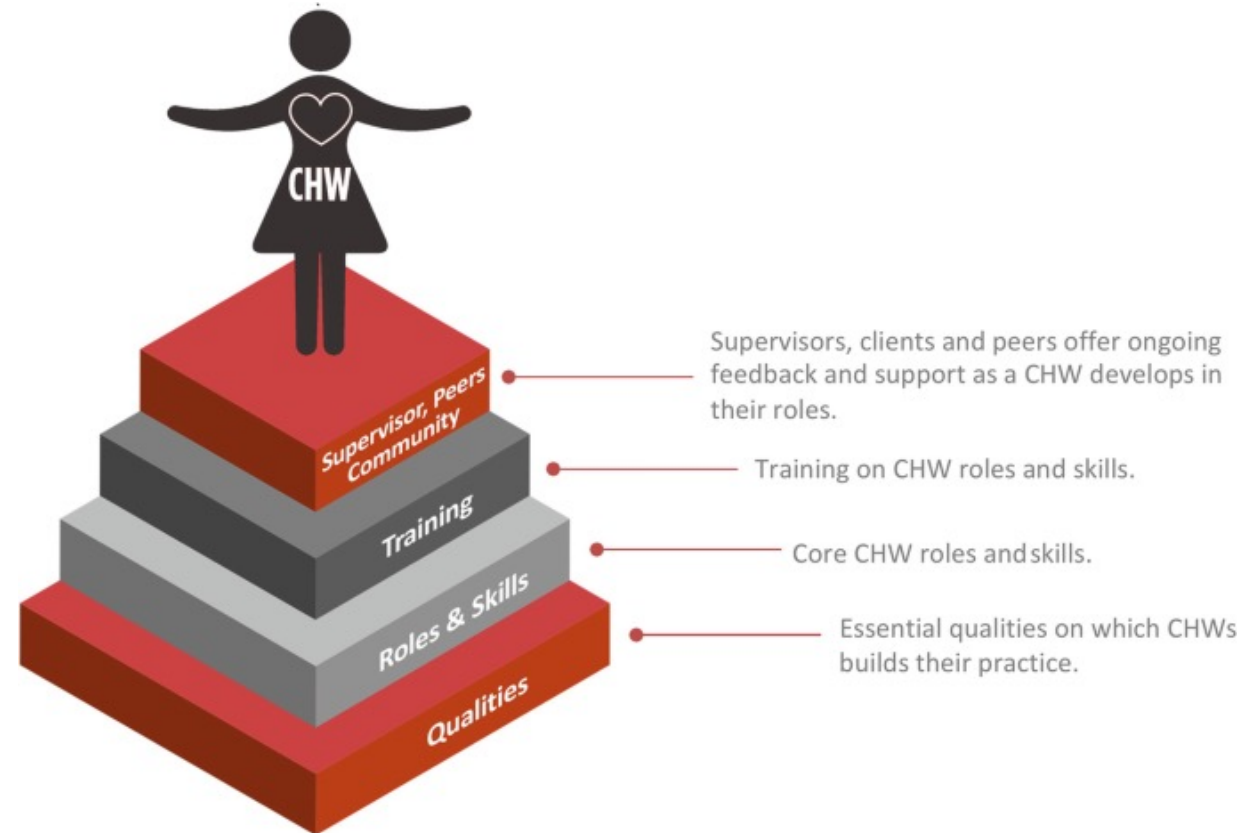 CHW
Supervisor, Peers
Community
Supervisors, clients and peers offer ongoing
feedback and support as a CHW develops in
their roles.
Training
Training on CHW roles and skills.
Roles & Skills
Core CHW roles and skills.
Qualities
Essential qualities on which CHWs
builds their practice.